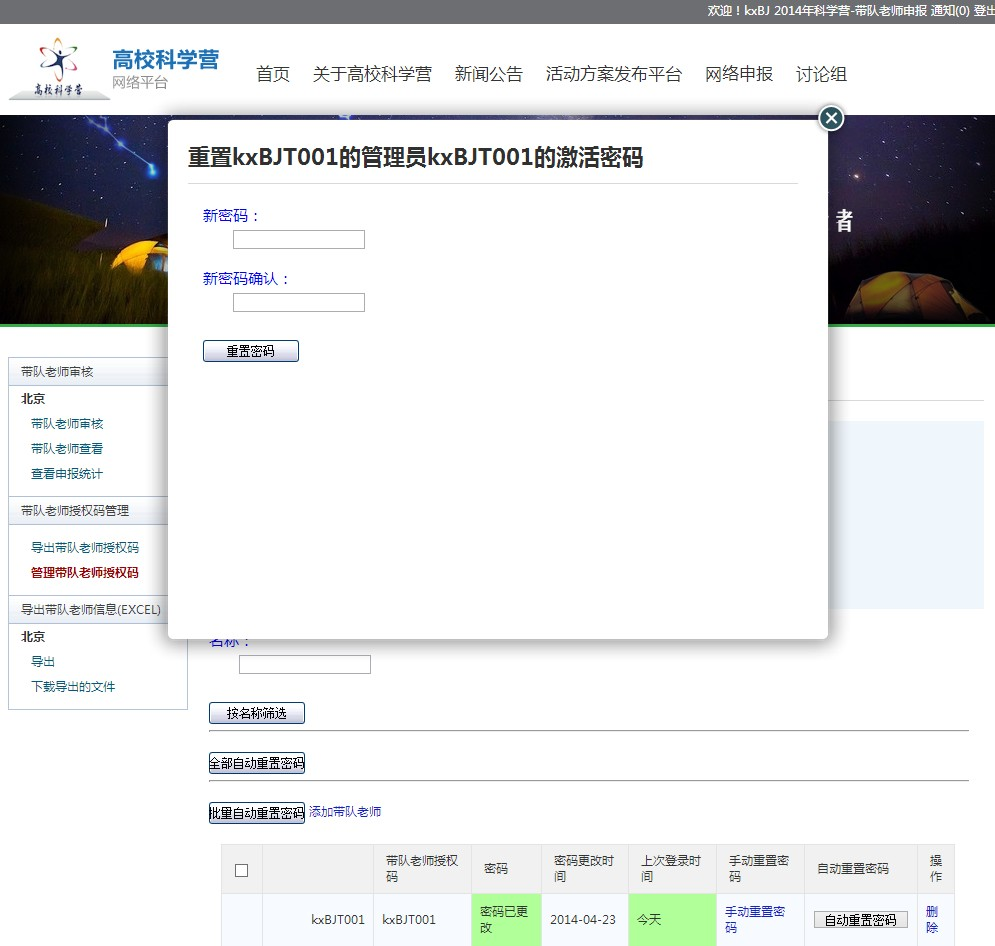 欢迎！kxBJ 2014年科学营-带队老师申报 通知(0) 登出
高校科学营
网络平台
高校科学营
首页 关于高校科学营 新闻公告 活动方案发布平台 网络申报 讨论组
重置kxBJT001的管理员kxBJT001的激活密码
者
新密码：
新密码确认：
重置密码
带队老师审核
北京
带队老师审核
带队老师查看
查看申报统计
带队老师授权码管理
导出带队老师授权码
管理带队老师授权码
导出带队老师信息(EXCEL)
北京
导出
下载导出的文件
名称：
按名称筛选
全部自动重置密码
批量自动重置密码 添加带队老师
带队老师授权码 密码 密码更改时间 上次登录时间 手动重置密码 自动重置密码 操作
kxBJT001 kxBJT001 密码已更改 2014-04-23 今天 手动重置密码 自动重置密码 删除